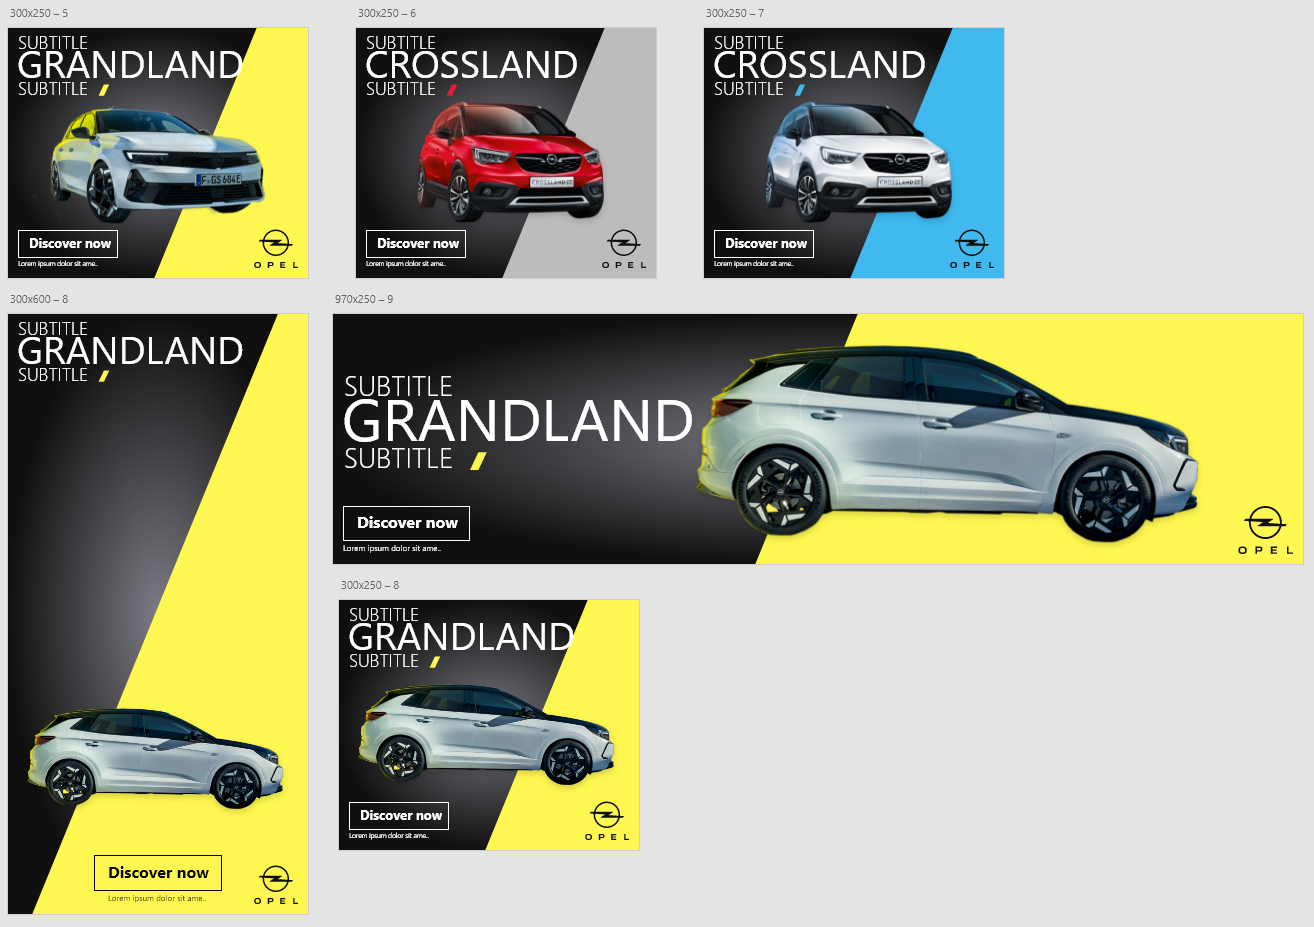 300x250 – 5
SUBTITLE
GRANDLAND
SUBTITLE
F GS 684E
Discover now
Lorem ipsum dolor sit ame..
OPEL
300x250 – 6
SUBTITLE
CROSSLAND
SUBTITLE
CROSSLAND
Discover now
Lorem ipsum dolor sit ame..
OPEL
300x250 – 7
SUBTITLE
CROSSLAND
SUBTITLE
CROSSLAND
Discover now
Lorem ipsum dolor sit ame..
OPEL
300x600 – 8
SUBTITLE
GRANDLAND
SUBTITLE
Discover now
Lorem ipsum dolor sit ame..
OPEL
970x250 – 9
SUBTITLE
GRANDLAND
SUBTITLE
Discover now
Lorem ipsum dolor sit ame..
OPEL
300x250 – 8
SUBTITLE
GRANDLAND
SUBTITLE
Discover now
Lorem ipsum dolor sit ame..
OPEL